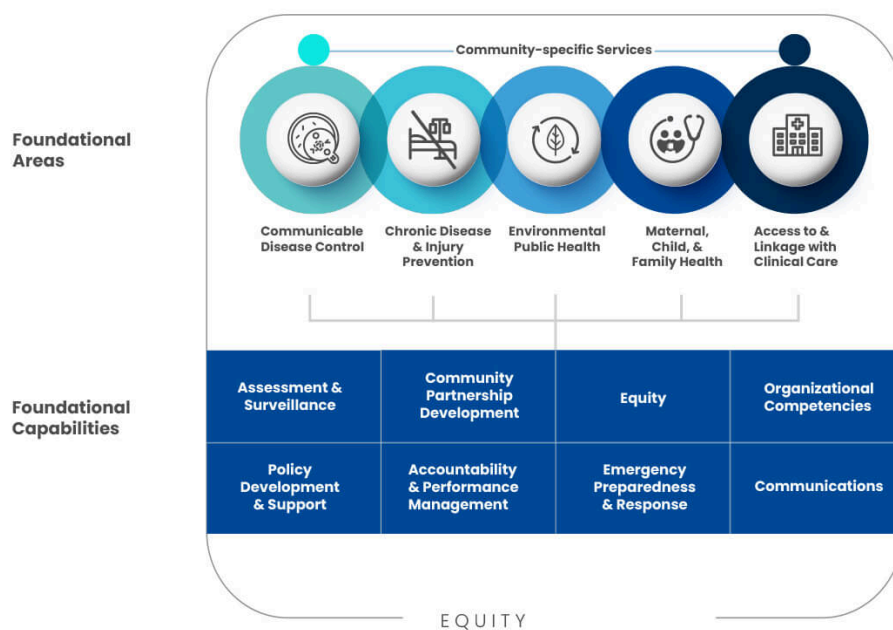 Community-specific Services
Foundational
Areas
Communicable
Disease Control
Chronic Disease
& Injury
Prevention
Environmental
Public Health
Maternal,
Child, &
Family Health
Access to &
Linkage with
Clinical Care
Foundational
Capabilities
Assessment &
Surveillance
Community
Partnership
Development
Equity
Organizational
Competencies
Policy
Development
& Support
Accountability
& Performance
Management
Emergency
Preparedness
& Response
Communications
EQUITY